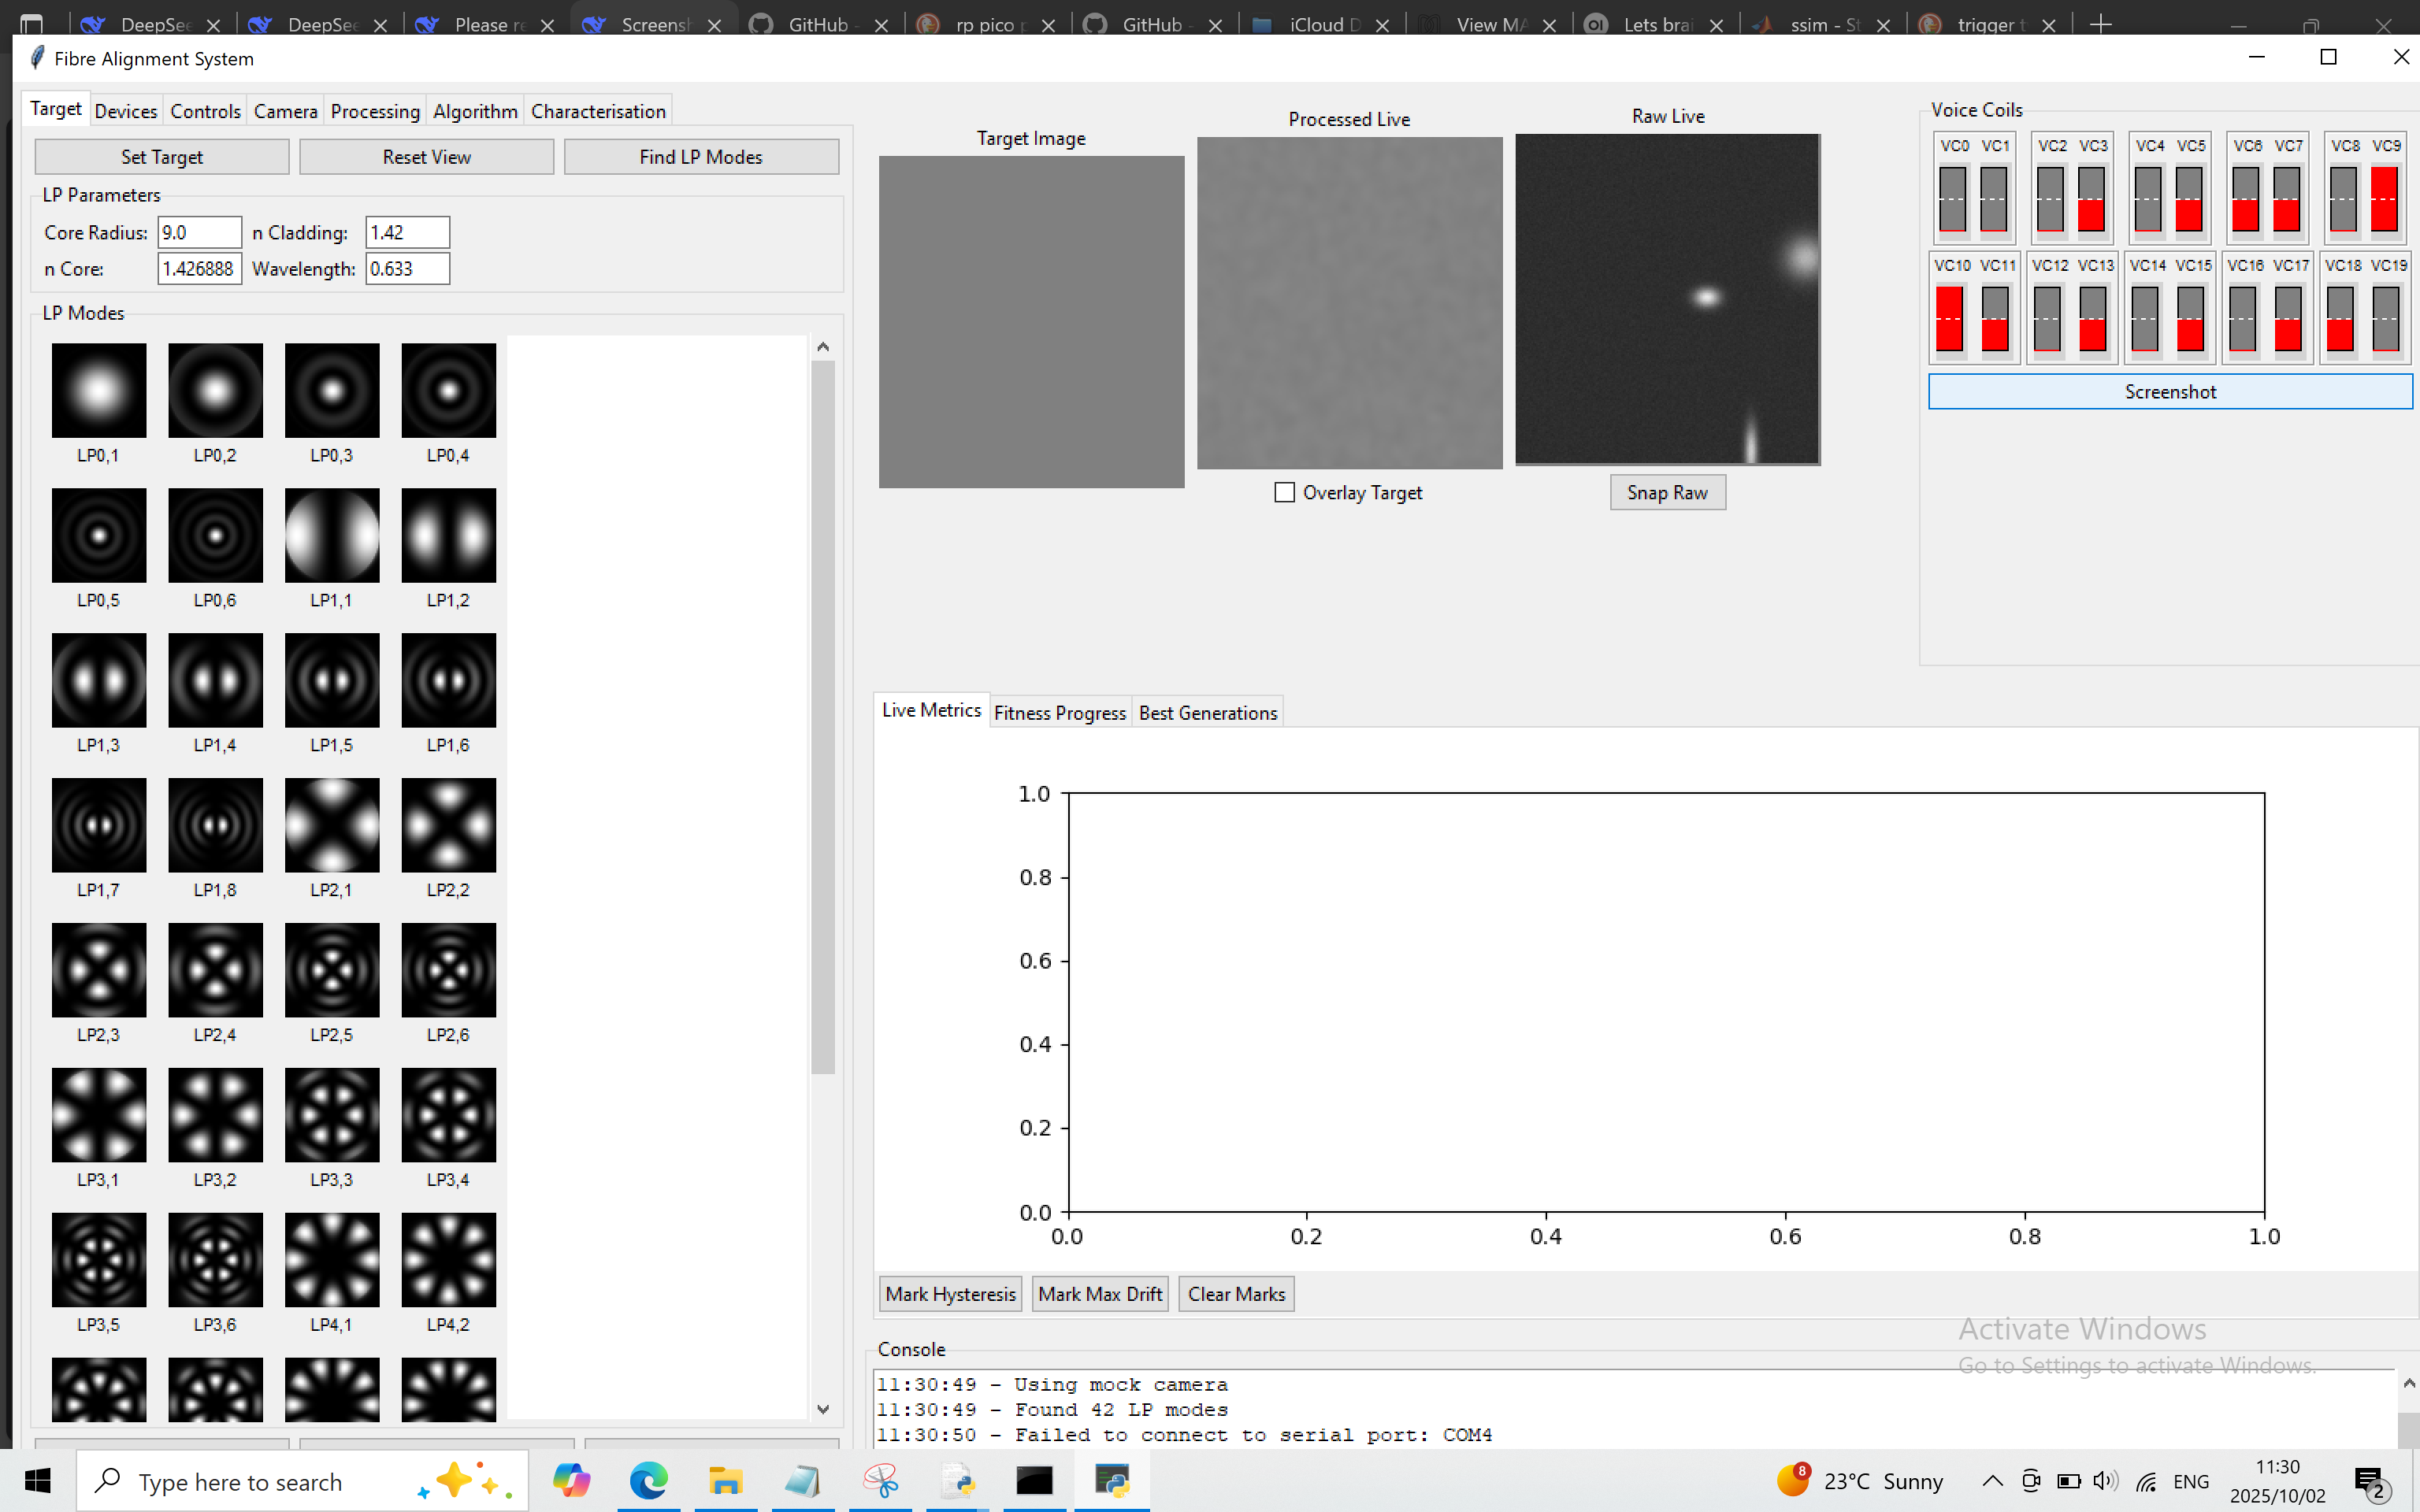 DeepSee
DeepSee
Please re
Screensh
GitHub -
rp pico p
GitHub -
iCloud D
View MA
Lets brai
ssim - St
trigger t
Fibre Alignment System
Target Devices Controls Camera Processing Algorithm Characterisation
Set Target Reset View Find LP Modes
LP Parameters
Core Radius: 9.0 n Cladding: 1.42
n Core: 1.426888 Wavelength: 0.633
LP Modes
LP0,1 LP0,2 LP0,3 LP0,4
LP0,5 LP0,6 LP1,1 LP1,2
LP1,3 LP1,4 LP1,5 LP1,6
LP1,7 LP1,8 LP2,1 LP2,2
LP2,3 LP2,4 LP2,5 LP2,6
LP3,1 LP3,2 LP3,3 LP3,4
LP3,5 LP3,6 LP4,1 LP4,2
Target Image
Processed Live
Raw Live
Overlay Target
Snap Raw
Voice Coils
VC0 VC1 VC2 VC3 VC4 VC5 VC6 VC7 VC8 VC9
VC10 VC11 VC12 VC13 VC14 VC15 VC16 VC17 VC18 VC19
Screenshot
Live Metrics Fitness Progress Best Generations
1.0
0.8
0.6
0.4
0.2
0.0
0.0 0.2 0.4 0.6 0.8 1.0
Mark Hysteresis Mark Max Drift Clear Marks
Activate Windows
Go to Settings to activate Windows.
Console
11:30:49 - Using mock camera
11:30:49 - Found 42 LP modes
11:30:50 - Failed to connect to serial port: COM4
Type here to search
8
23°C Sunny
ENG
11:30
2025/10/02
2